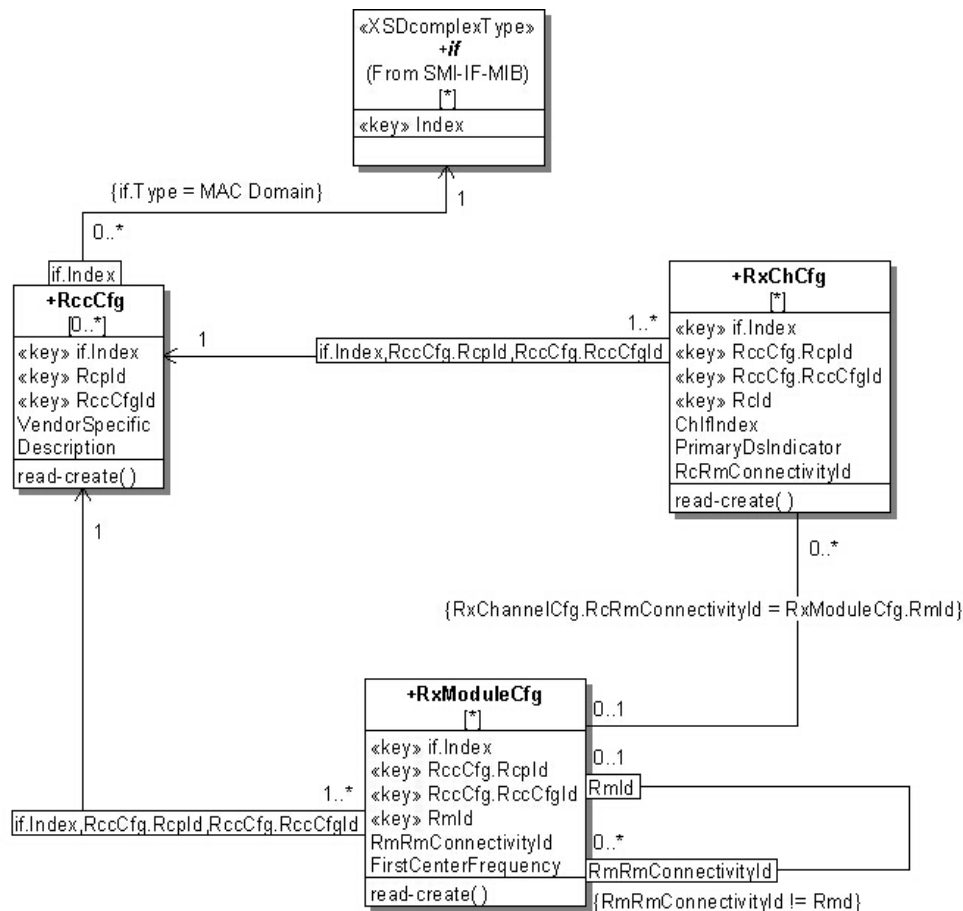 «XSDcomplexType»
+if
(From SMI-IF-MIB)
[*]
«key» Index
{if.Type = MAC Domain}
1
0..*
if.Index
+RccCfg
[0..*]
«key» if.Index
«key» RcpId
«key» RccCfgId
VendorSpecific
Description
read-create()
1
if.Index,RccCfg.RcpId,RccCfg.RccCfgId
1..*
+RxChCfg
[*]
«key» if.Index
«key» RccCfg.RcpId
«key» RccCfg.RccCfgId
«key» RcId
ChIfIndex
PrimaryDsIndicator
RcRmConnectivityId
read-create()
1
0..*
{RxChannelCfg.RcRmConnectivityId = RxModuleCfg.RmId}
+RxModuleCfg
[*]
«key» if.Index
«key» RccCfg.RcpId
«key» RccCfg.RccCfgId
«key» RmId
RmRmConnectivityId
FirstCenterFrequency
read-create()
1..*
if.Index,RccCfg.RcpId,RccCfg.RccCfgId
0..1
0..1
RmId
0..*
RmRmConnectivityId
{RmRmConnectivityId != Rmd}